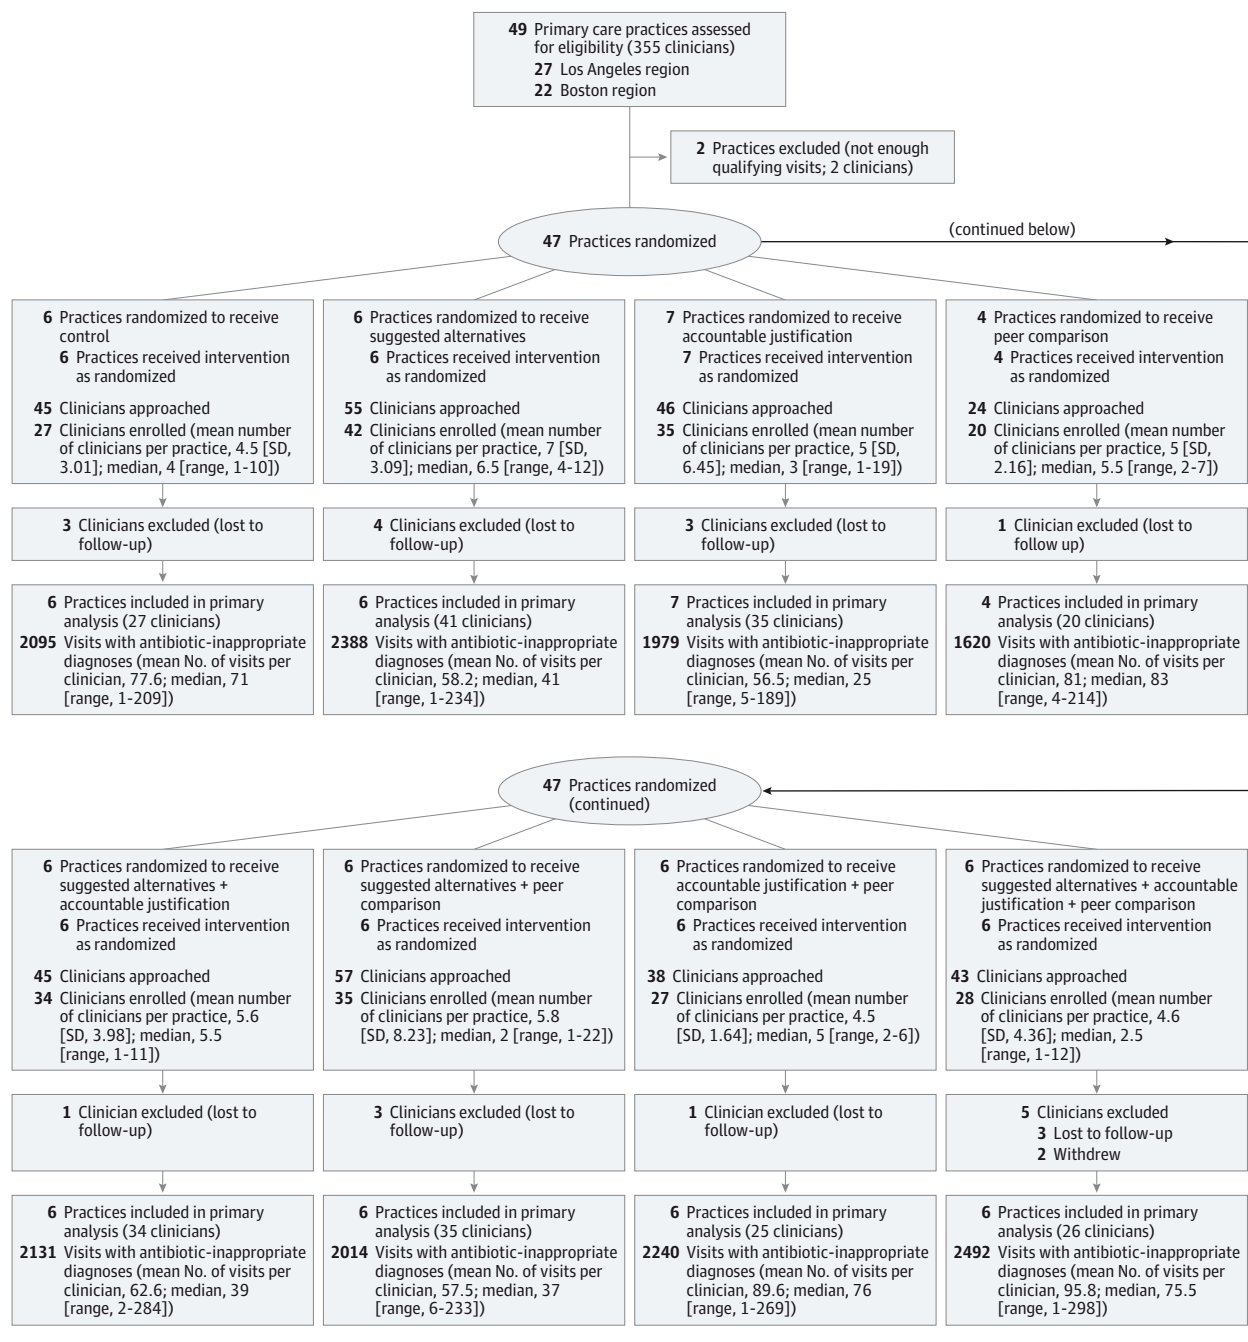 49 Primary care practices assessed
for eligibility (355 clinicians)
27 Los Angeles region
22 Boston region
2 Practices excluded (not enough
qualifying visits; 2 clinicians)
47 Practices randomized
(continued below)
6 Practices randomized to receive
control
6 Practices received intervention
as randomized
45 Clinicians approached
27 Clinicians enrolled (mean number
of clinicians per practice, 4.5 [SD,
3.01]; median, 4 [range, 1-10])
6 Practices randomized to receive
suggested alternatives
6 Practices received intervention
as randomized
55 Clinicians approached
42 Clinicians enrolled (mean number
of clinicians per practice, 7 [SD,
3.09]; median, 6.5 [range, 4-12])
7 Practices randomized to receive
accountable justification
7 Practices received intervention
as randomized
46 Clinicians approached
35 Clinicians enrolled (mean number
of clinicians per practice, 5 [SD,
6.45]; median, 3 [range, 1-19])
4 Practices randomized to receive
peer comparison
4 Practices received intervention
as randomized
24 Clinicians approached
20 Clinicians enrolled (mean number
of clinicians per practice, 5 [SD,
2.16]; median, 5.5 [range, 2-7])
3 Clinicians excluded (lost to
follow-up)
4 Clinicians excluded (lost to
follow-up)
3 Clinicians excluded (lost to
follow-up)
1 Clinician excluded (lost to
follow up)
6 Practices included in primary
analysis (27 clinicians)
2095 Visits with antibiotic-inappropriate
diagnoses (mean No. of visits per
clinician, 77.6; median, 71
[range, 1-209])
6 Practices included in primary
analysis (41 clinicians)
2388 Visits with antibiotic-inappropriate
diagnoses (mean No. of visits per
clinician, 58.2; median, 41
[range, 1-234])
7 Practices included in primary
analysis (35 clinicians)
1979 Visits with antibiotic-inappropriate
diagnoses (mean No. of visits per
clinician, 56.5; median, 25
[range, 5-189])
4 Practices included in primary
analysis (20 clinicians)
1620 Visits with antibiotic-inappropriate
diagnoses (mean No. of visits per
clinician, 81; median, 83
[range, 4-214])
47 Practices randomized
(continued)
6 Practices randomized to receive
suggested alternatives +
accountable justification
6 Practices received intervention
as randomized
45 Clinicians approached
34 Clinicians enrolled (mean number
of clinicians per practice, 5.6
[SD, 3.98]; median, 5.5
[range, 1-11])
6 Practices randomized to receive
suggested alternatives + peer
comparison
6 Practices received intervention
as randomized
57 Clinicians approached
35 Clinicians enrolled (mean number
of clinicians per practice, 5.8
[SD, 8.23]; median, 2 [range, 1-22])
6 Practices randomized to receive
accountable justification + peer
comparison
6 Practices received intervention
as randomized
38 Clinicians approached
27 Clinicians enrolled (mean number
of clinicians per practice, 4.5
[SD, 1.64]; median, 5 [range, 2-6])
6 Practices randomized to receive
suggested alternatives + accountable
justification + peer comparison
6 Practices received intervention
as randomized
43 Clinicians approached
28 Clinicians enrolled (mean number
of clinicians per practice, 4.6
[SD, 4.36]; median, 2.5
[range, 1-12])
1 Clinician excluded (lost to
follow-up)
3 Clinicians excluded (lost to
follow-up)
1 Clinician excluded (lost to
follow-up)
5 Clinicians excluded
3 Lost to follow-up
2 Withdrew
6 Practices included in primary
analysis (34 clinicians)
2131 Visits with antibiotic-inappropriate
diagnoses (mean No. of visits per
clinician, 62.6; median, 39
[range, 2-284])
6 Practices included in primary
analysis (35 clinicians)
2014 Visits with antibiotic-inappropriate
diagnoses (mean No. of visits per
clinician, 57.5; median, 37
[range, 6-233])
6 Practices included in primary
analysis (25 clinicians)
2240 Visits with antibiotic-inappropriate
diagnoses (mean No. of visits per
clinician, 89.6; median, 76
[range, 1-269])
6 Practices included in primary
analysis (26 clinicians)
2492 Visits with antibiotic-inappropriate
diagnoses (mean No. of visits per
clinician, 95.8; median, 75.5
[range, 1-298])